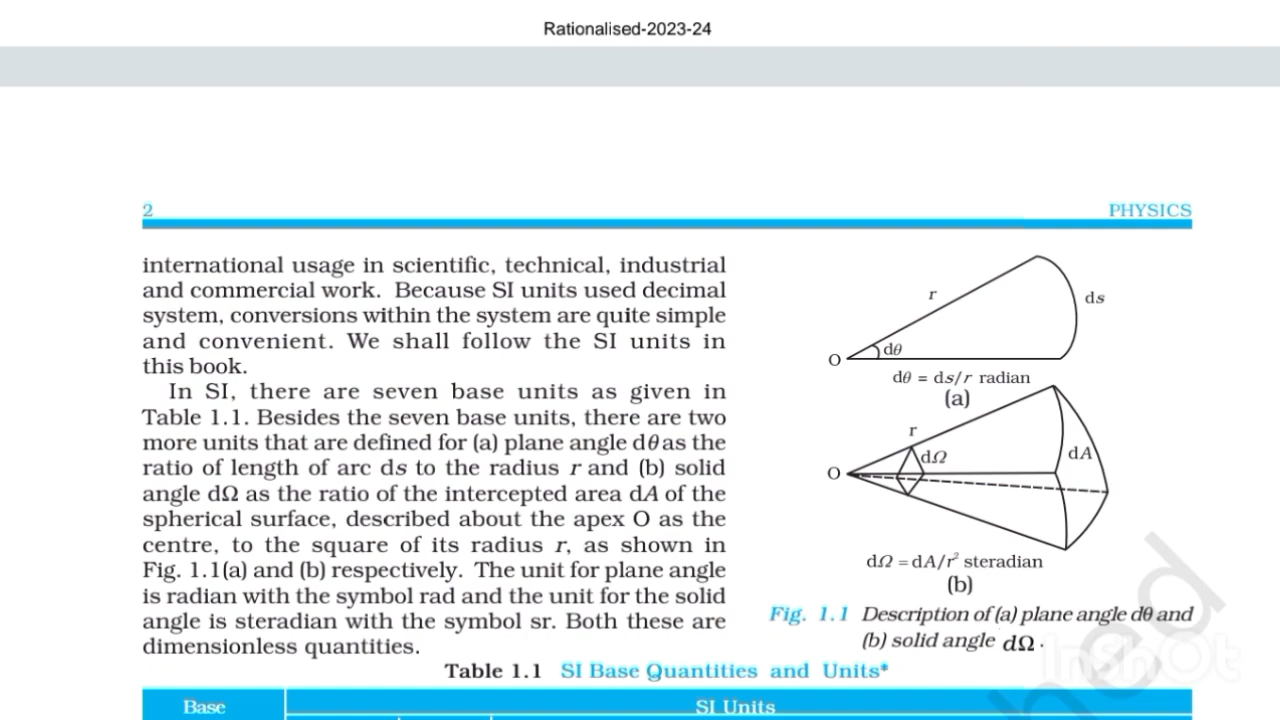 Rationalised-2023-24
2
PHYSICS
international usage in scientific, technical, industrial
and commercial work. Because SI units used decimal
system, conversions within the system are quite simple
and convenient. We shall follow the SI units in
this book.
In SI, there are seven base units as given in
Table 1.1. Besides the seven base units, there are two
more units that are defined for (a) plane angle dθ as the
ratio of length of arc ds to the radius r and (b) solid
angle dΩ as the ratio of the intercepted area dA of the
spherical surface, described about the apex O as the
centre, to the square of its radius r, as shown in
Fig. 1.1(a) and (b) respectively. The unit for plane angle
is radian with the symbol rad and the unit for the solid
angle is steradian with the symbol sr. Both these are
dimensionless quantities.
r
ds
O
dθ
dθ = ds/r radian
(a)
r
dΩ
dA
O
dΩ = dA/r² steradian
(b)
Fig. 1.1 Description of (a) plane angle dθ and
(b) solid angle dΩ .
Table 1.1 SI Base Quantities and Units*
Base
SI Units
InShOt